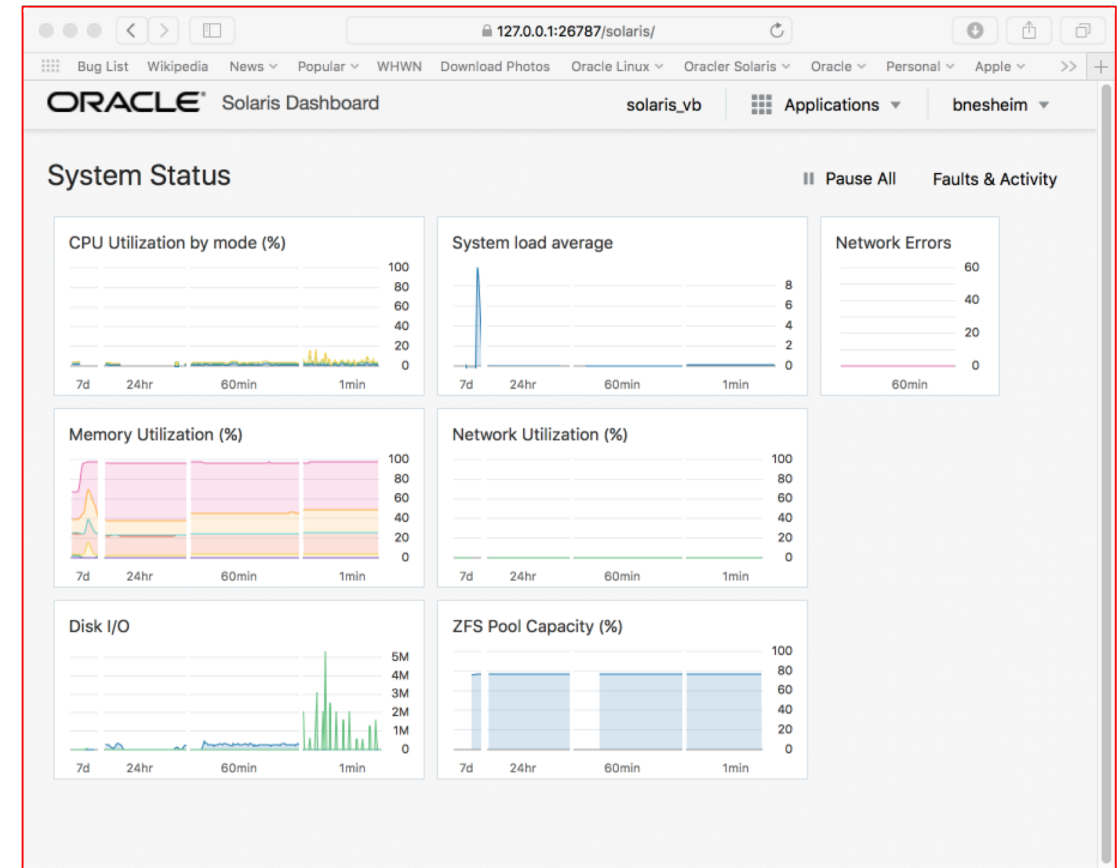 127.0.0.1:26787/solaris/
Bug List Wikipedia News Popular WHWN Download Photos Oracle Linux Oracler Solaris Oracle Personal Apple >> +
ORACLE® Solaris Dashboard solaris_vb Applications bnesheim
System Status Pause All Faults & Activity
CPU Utilization by mode (%)
100
80
60
40
20
0
7d 24hr 60min 1min
System load average
8
6
4
2
0
7d 24hr 60min 1min
Network Errors
60
40
20
0
60min
Memory Utilization (%)
100
80
60
40
20
0
7d 24hr 60min 1min
Network Utilization (%)
100
80
60
40
20
0
7d 24hr 60min 1min
Disk I/O
5M
4M
3M
2M
1M
0
7d 24hr 60min 1min
ZFS Pool Capacity (%)
100
80
60
40
20
0
7d 24hr 60min 1min